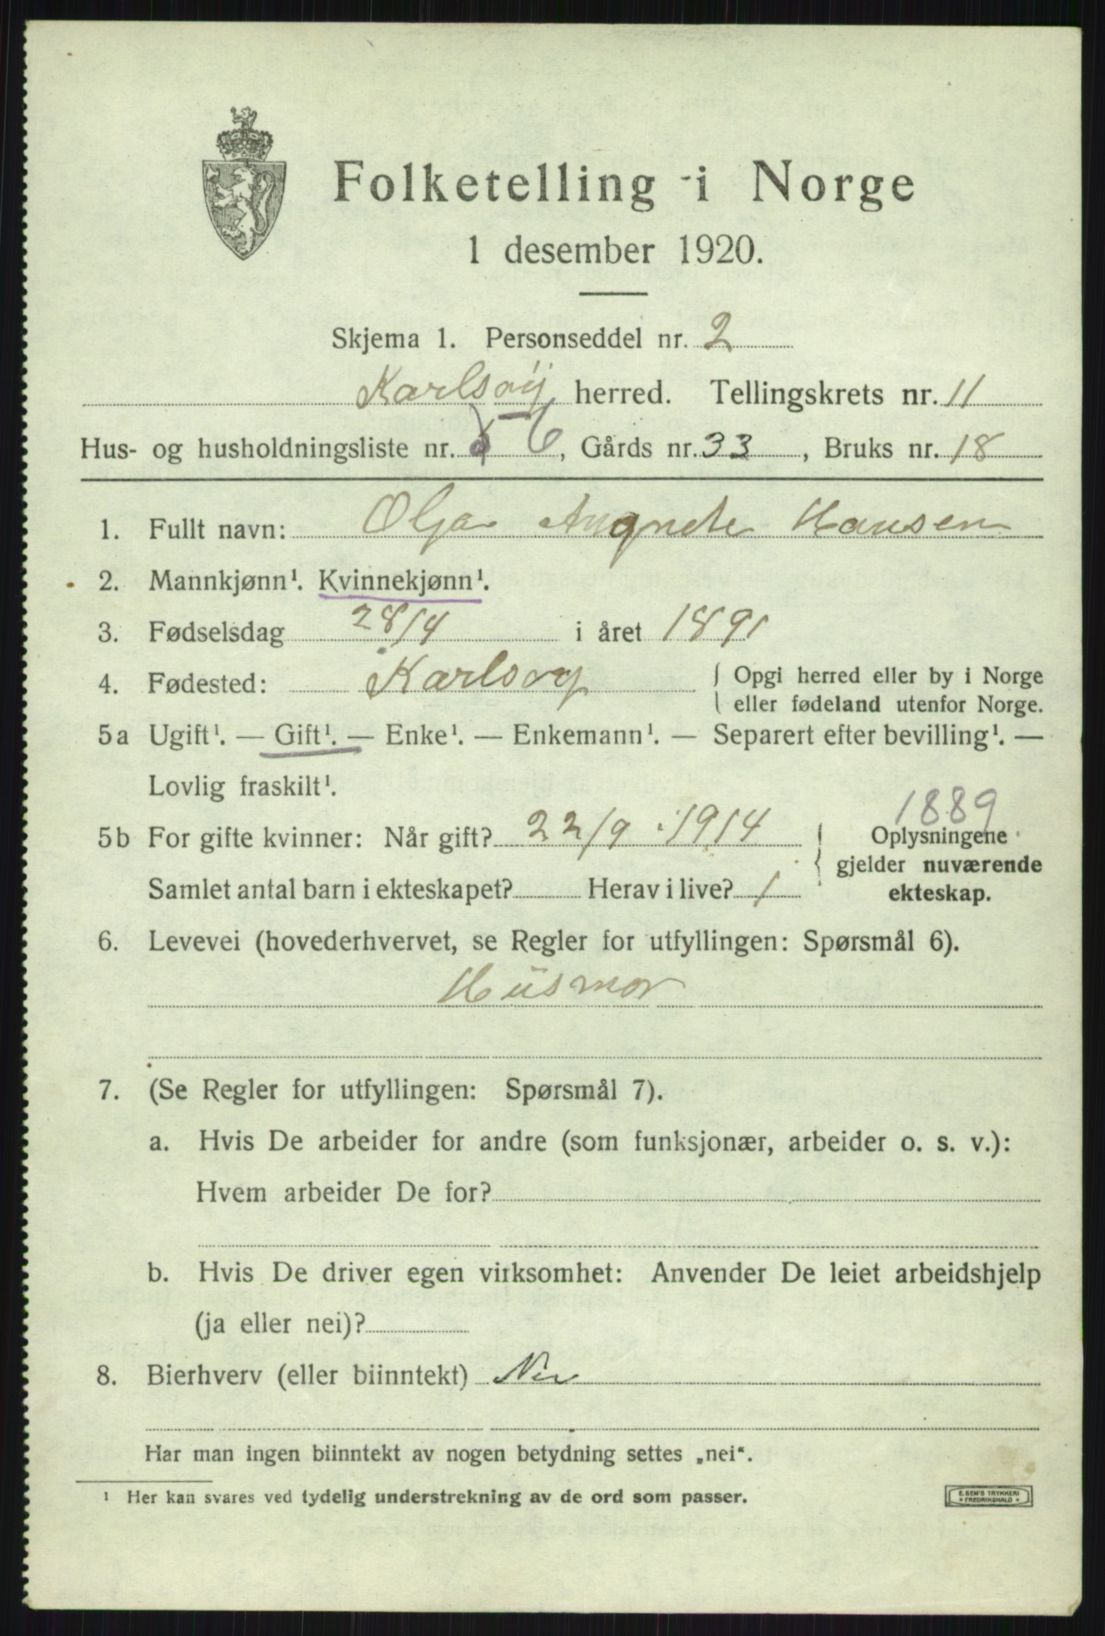 Folketelling i Norge
1 desember 1920.
Skjema 1. Personseddel nr. 2
Karlsöy herred. Tellingskrets nr. 11
Hus- og husholdningsliste nr. 56, Gårds nr. 33, Bruks nr. 18
1. Fullt navn: Olga Hansen
2. Mannkjønn¹. Kvinnekjønn¹.
3. Fødselsdag 28/4 i året 1891
4. Fødested: Karlsöy { Opgi herred eller by i Norge
eller fødeland utenfor Norge.
5a Ugift¹. — Gift¹. — Enke¹. — Enkemann¹. — Separert efter bevilling¹. —
Lovlig fraskilt¹.
1889
5b For gifte kvinner: Når gift? 22/9 1914 { Oplysningene
gjelder nuværende
Samlet antal barn i ekteskapet? Herav i live? 1 ekteskap.
6. Levevei (hovederhvervet, se Regler for utfyllingen: Spørsmål 6).
Husmor
7. (Se Regler for utfyllingen: Spørsmål 7).
a. Hvis De arbeider for andre (som funksjonær, arbeider o. s. v.):
Hvem arbeider De for?
b. Hvis De driver egen virksomhet: Anvender De leiet arbeidshjelp
(ja eller nei)?
8. Bierhverv (eller biinntekt) Nei
Har man ingen biinntekt av nogen betydning settes „nei“.
¹ Her kan svares ved tydelig understrekning av de ord som passer.
E. SEM'S TRYKKERI
* FREDRIKSHALD *